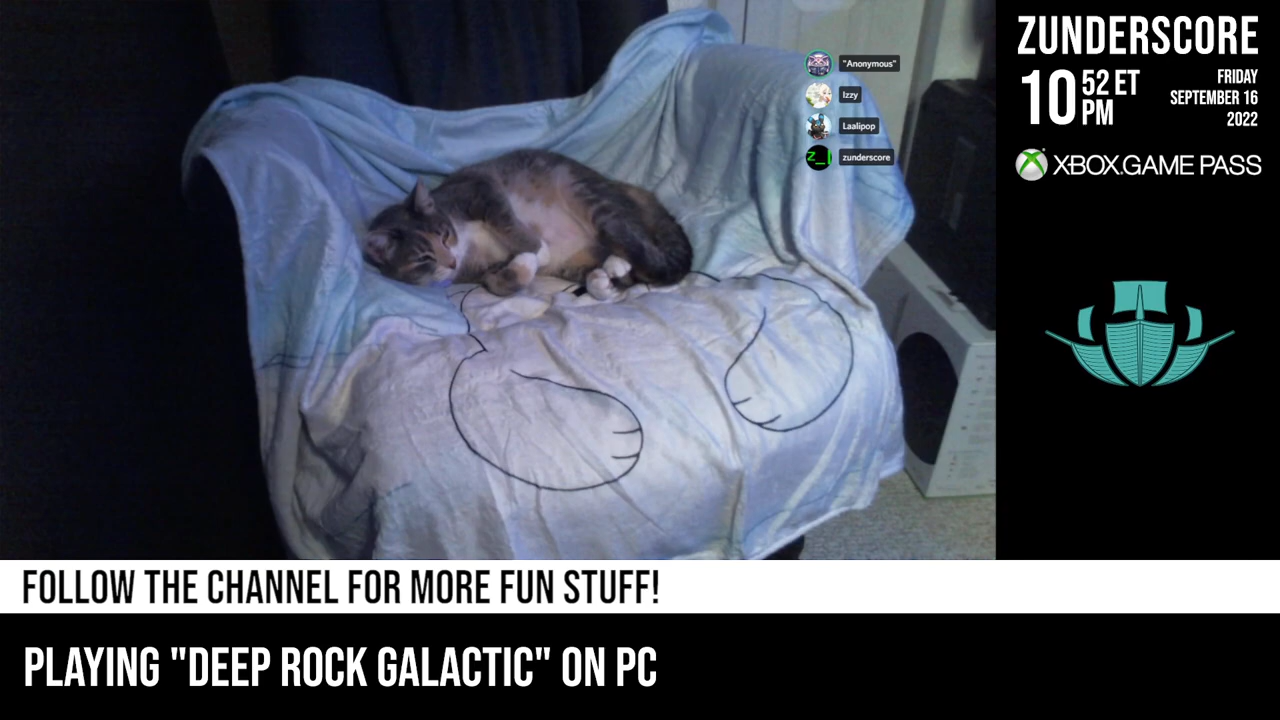 ZUNDERSCORE
10 52 ET
PM
FRIDAY
SEPTEMBER 16
2022
XBOX GAME PASS
"Anonymous"
Izzy
Laalipop
z_
zunderscore
FOLLOW THE CHANNEL FOR MORE FUN STUFF!
PLAYING "DEEP ROCK GALACTIC" ON PC